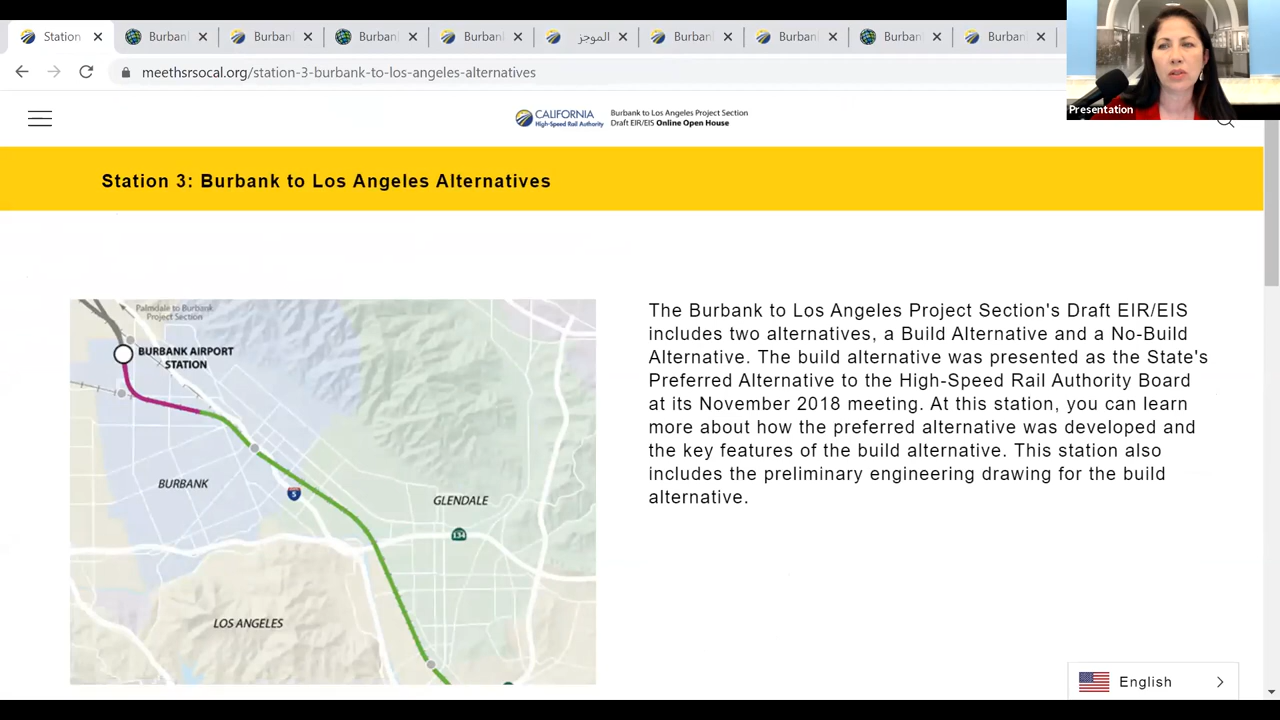 Station
Burban
Burban
Burbank
Burban
الموجز
Burban
Burban
Burban
Burban
meethsrsocal.org/station-3-burbank-to-los-angeles-alternatives
Presentation
CALIFORNIA
High-Speed Rail Authority
Burbank to Los Angeles Project Section
Draft EIR/EIS Online Open House
Station 3: Burbank to Los Angeles Alternatives
Palmdale to Burbank
Project Section
BURBANK AIRPORT
STATION
BURBANK
5
GLENDALE
134
LOS ANGELES
The Burbank to Los Angeles Project Section's Draft EIR/EIS
includes two alternatives, a Build Alternative and a No-Build
Alternative. The build alternative was presented as the State's
Preferred Alternative to the High-Speed Rail Authority Board
at its November 2018 meeting. At this station, you can learn
more about how the preferred alternative was developed and
the key features of the build alternative. This station also
includes the preliminary engineering drawing for the build
alternative.
English